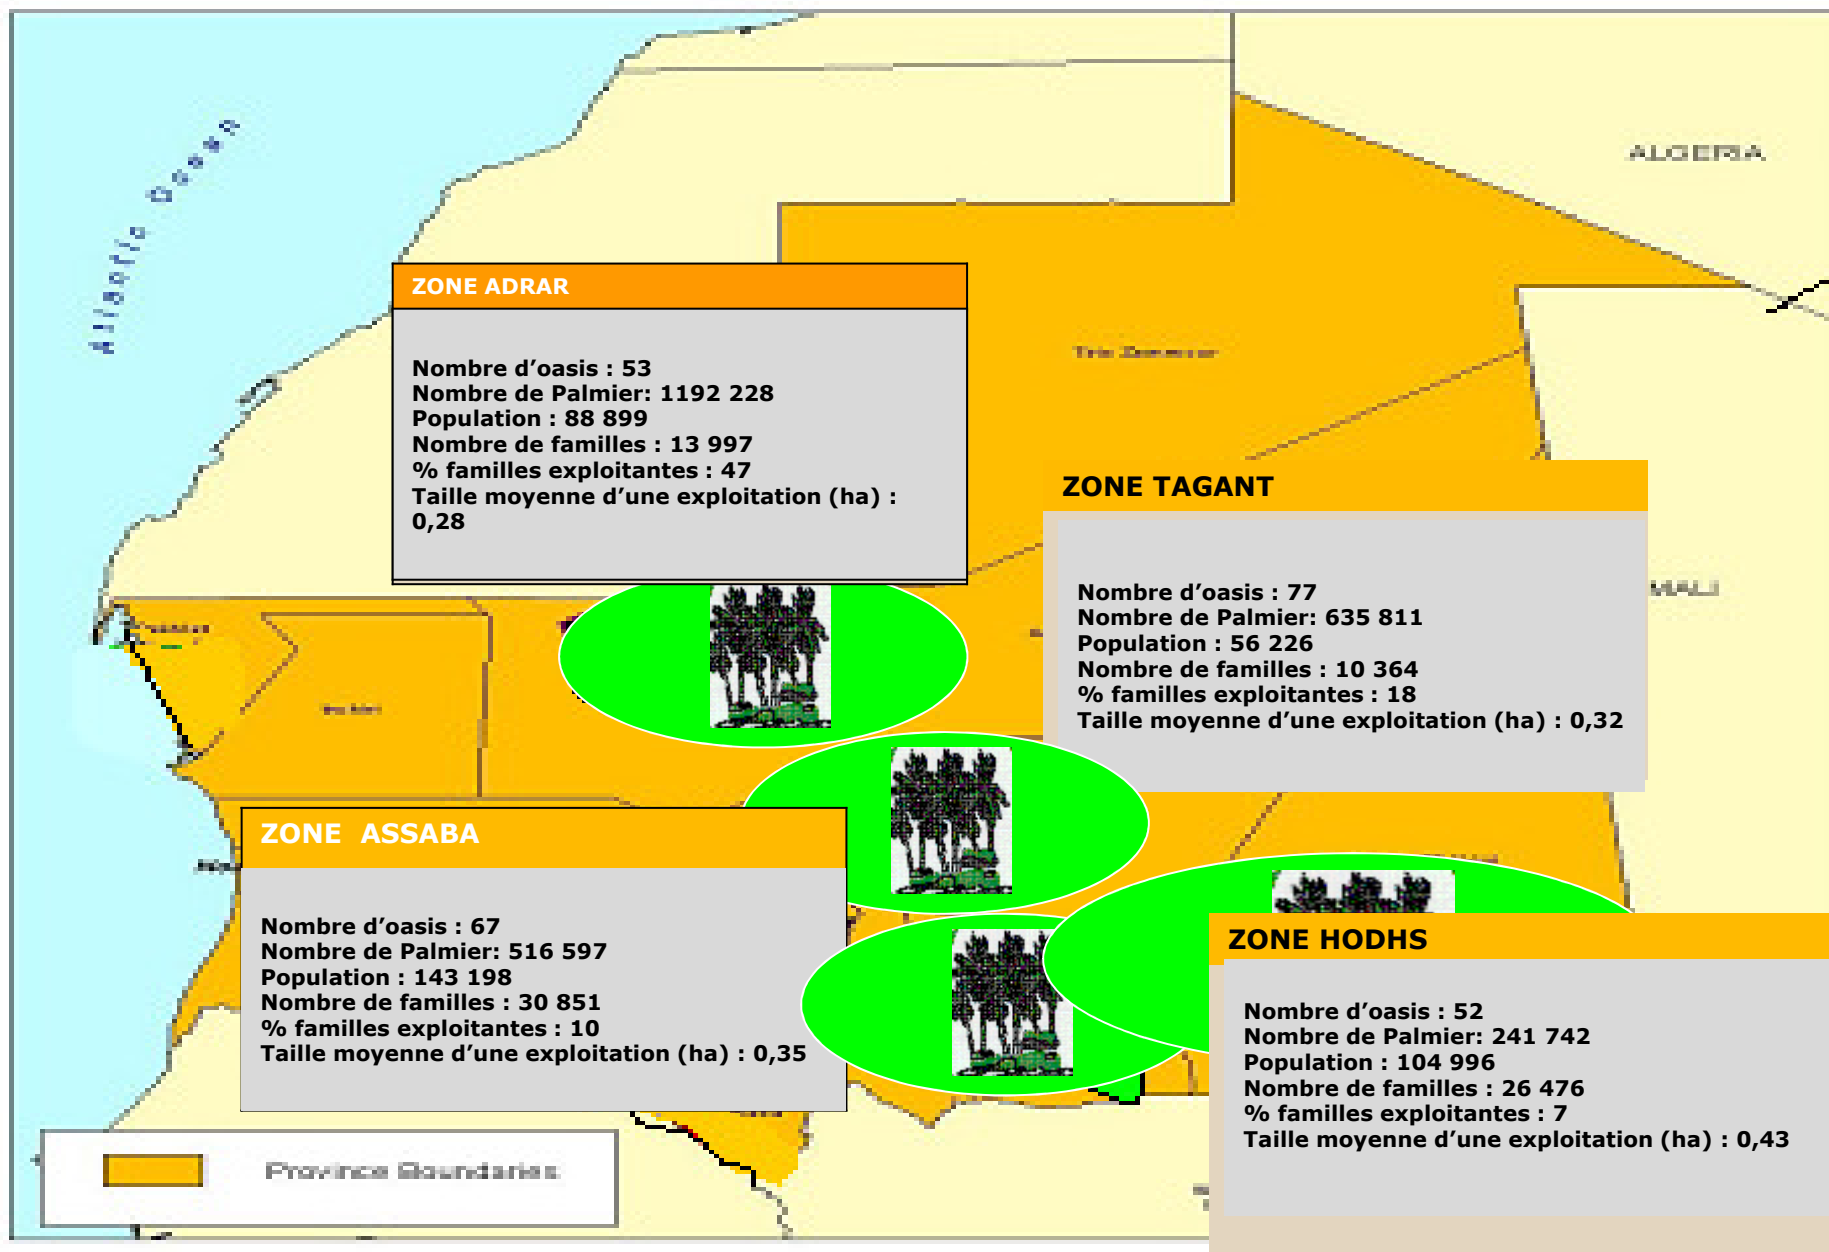 Atlantic Ocean
ALGERIA
ZONE ADRAR
Nombre d'oasis : 53
Nombre de Palmier: 1192 228
Population : 88 899
Nombre de familles : 13 997
% familles exploitantes : 47
Taille moyenne d'une exploitation (ha) :
0,28
ZONE TAGANT
Nombre d'oasis : 77
Nombre de Palmier: 635 811
Population : 56 226
Nombre de familles : 10 364
% familles exploitantes : 18
Taille moyenne d'une exploitation (ha) : 0,32
MALI
ZONE  ASSABA
Nombre d'oasis : 67
Nombre de Palmier: 516 597
Population : 143 198
Nombre de familles : 30 851
% familles exploitantes : 10
Taille moyenne d'une exploitation (ha) : 0,35
ZONE HODHS
Nombre d'oasis : 52
Nombre de Palmier: 241 742
Population : 104 996
Nombre de familles : 26 476
% familles exploitantes : 7
Taille moyenne d'une exploitation (ha) : 0,43
Province Boundaries